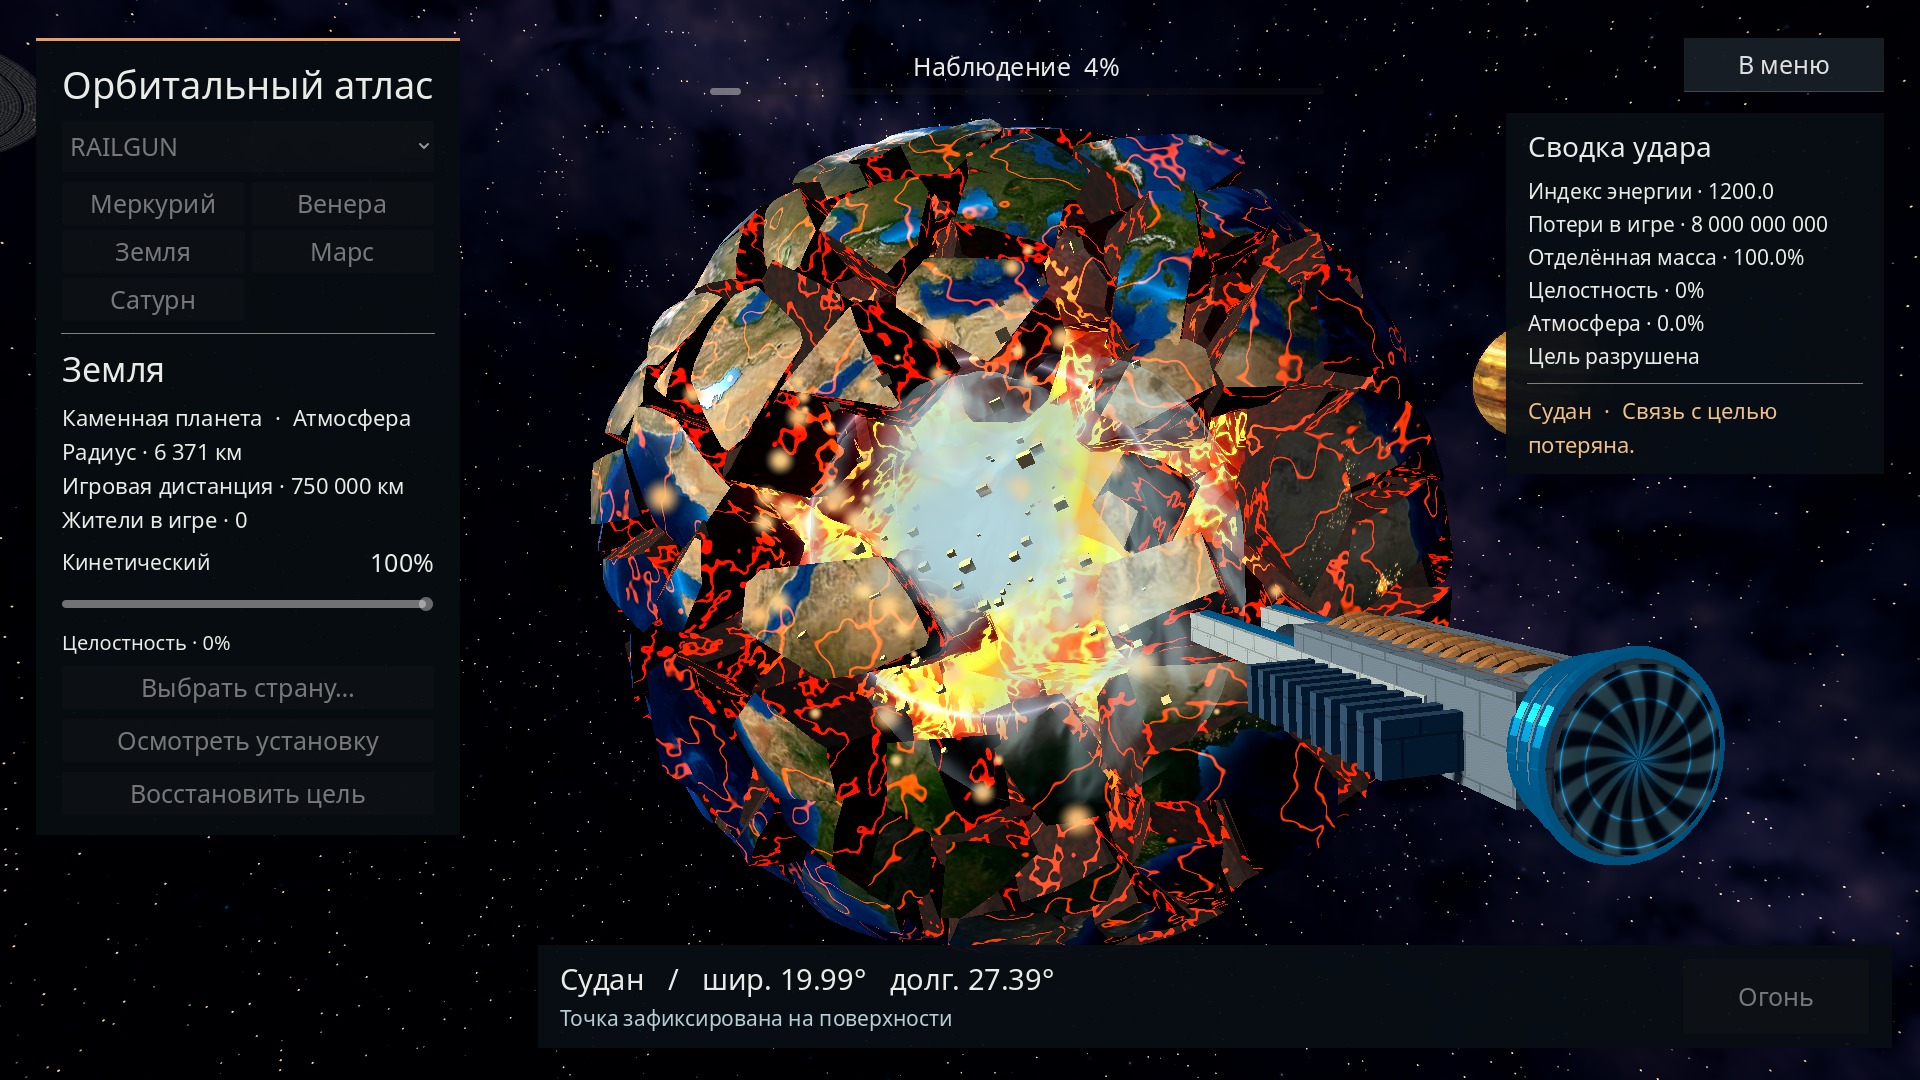 Орбитальный атлас
RAILGUN
Меркурий
Венера
Земля
Марс
Сатурн
Земля
Каменная планета · Атмосфера
Радиус · 6 371 км
Игровая дистанция · 750 000 км
Жители в игре · 0
Кинетический 100%
Целостность · 0%
Выбрать страну...
Осмотреть установку
Восстановить цель
Наблюдение 4%
В меню
Сводка удара
Индекс энергии · 1200.0
Потери в игре · 8 000 000 000
Отделённая масса · 100.0%
Целостность · 0%
Атмосфера · 0.0%
Цель разрушена
Судан · Связь с целью
потеряна.
Судан / шир. 19.99° долг. 27.39°
Точка зафиксирована на поверхности
Огонь